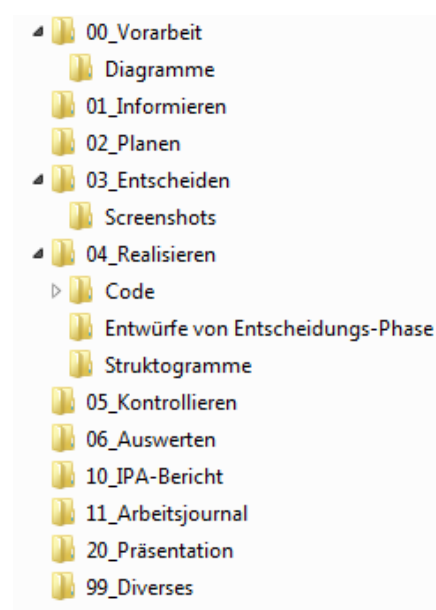 00_Vorarbeit
Diagramme
01_Informieren
02_Planen
03_Entscheiden
Screenshots
04_Realisieren
Code
Entwürfe von Entscheidungs-Phase
Struktogramme
05_Kontrollieren
06_Auswerten
10_IPA-Bericht
11_Arbeitsjournal
20_Präsentation
99_Diverses